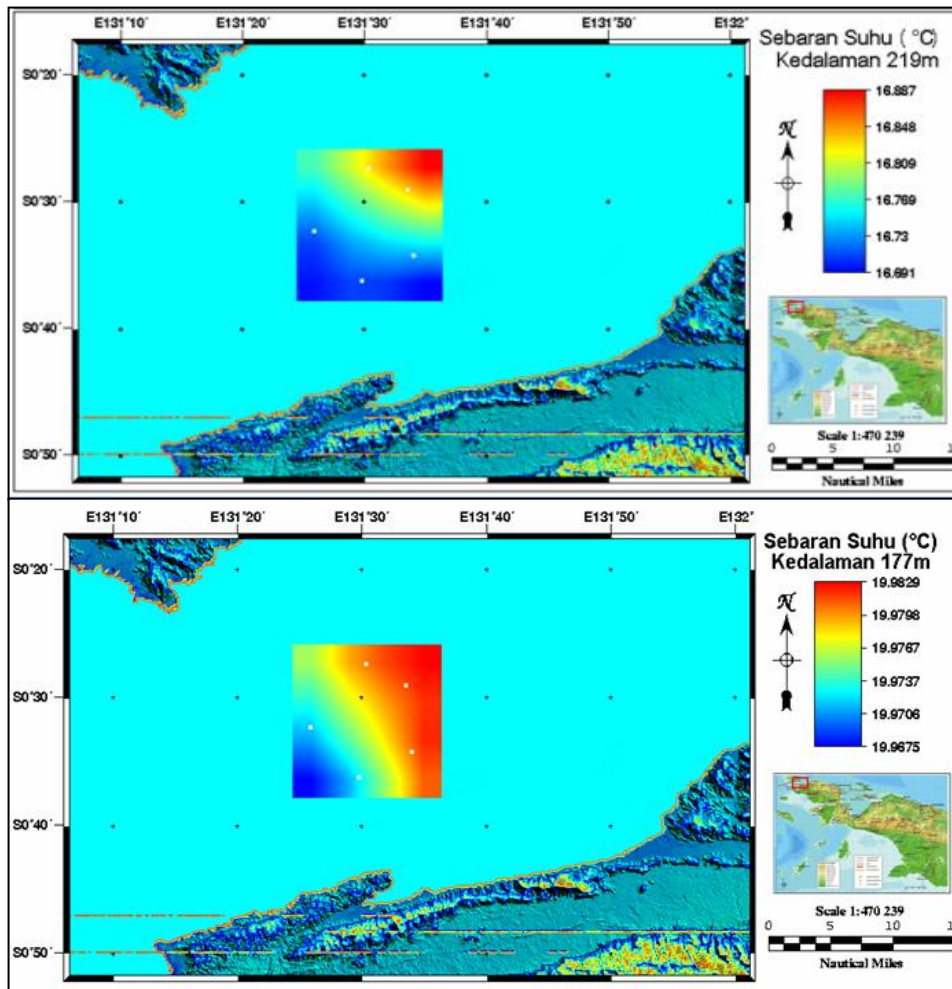 E131°10´ E131°20´ E131°30´ E131°40´ E131°50´ E132°
S0°20´
S0°30´
S0°40´
S0°50´
Sebaran Suhu ( °C)
Kedalaman 219m
N
16.887
16.848
16.809
16.769
16.73
16.691
Scale 1:470 239
0 5 10 1
Nautical Miles
E131°10´ E131°20´ E131°30´ E131°40´ E131°50´ E132°
S0°20´
S0°30´
S0°40´
S0°50´
Sebaran Suhu (°C)
Kedalaman 177m
N
19.9829
19.9798
19.9767
19.9737
19.9706
19.9675
Scale 1:470 239
0 5 10 1
Nautical Miles